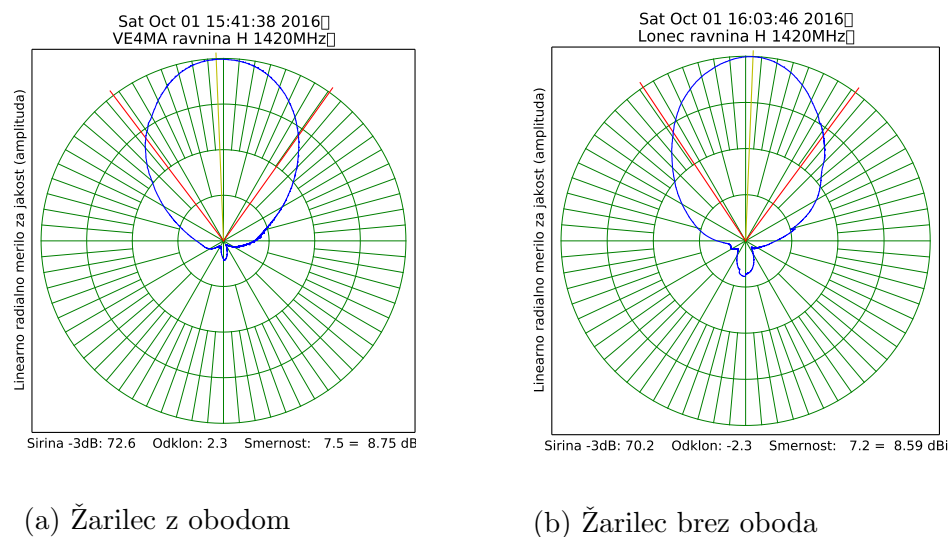 Sat Oct 01 15:41:38 2016
VE4MA ravnina H 1420MHz
Linearno radialno merilo za jakost (amplituda)
Sirina -3dB: 72.6 Odklon: 2.3 Smernost: 7.5 = 8.75 dB
(a) Žarilec z obodom
Sat Oct 01 16:03:46 2016
Lonec ravnina H 1420MHz
Linearno radialno merilo za jakost (amplituda)
Sirina -3dB: 70.2 Odklon: -2.3 Smernost: 7.2 = 8.59 dBi
(b) Žarilec brez oboda